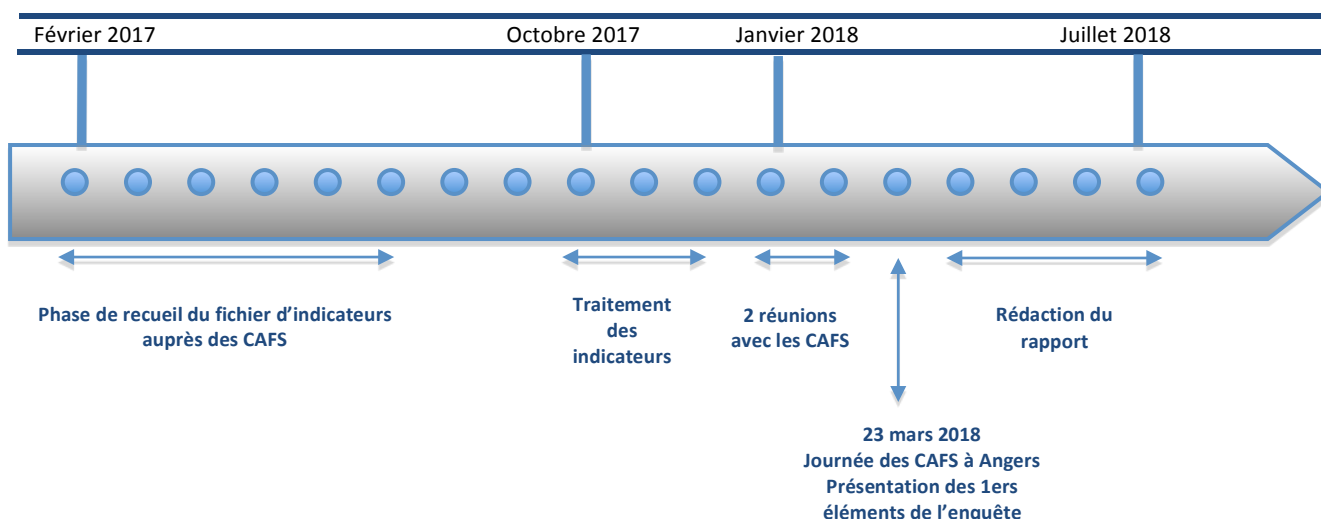 Février 2017
Octobre 2017
Janvier 2018
Juillet 2018
Phase de recueil du fichier d’indicateurs
auprès des CAFS
Traitement
des
indicateurs
2 réunions
avec les CAFS
Rédaction du
rapport
23 mars 2018
Journée des CAFS à Angers
Présentation des 1ers
éléments de l’enquête